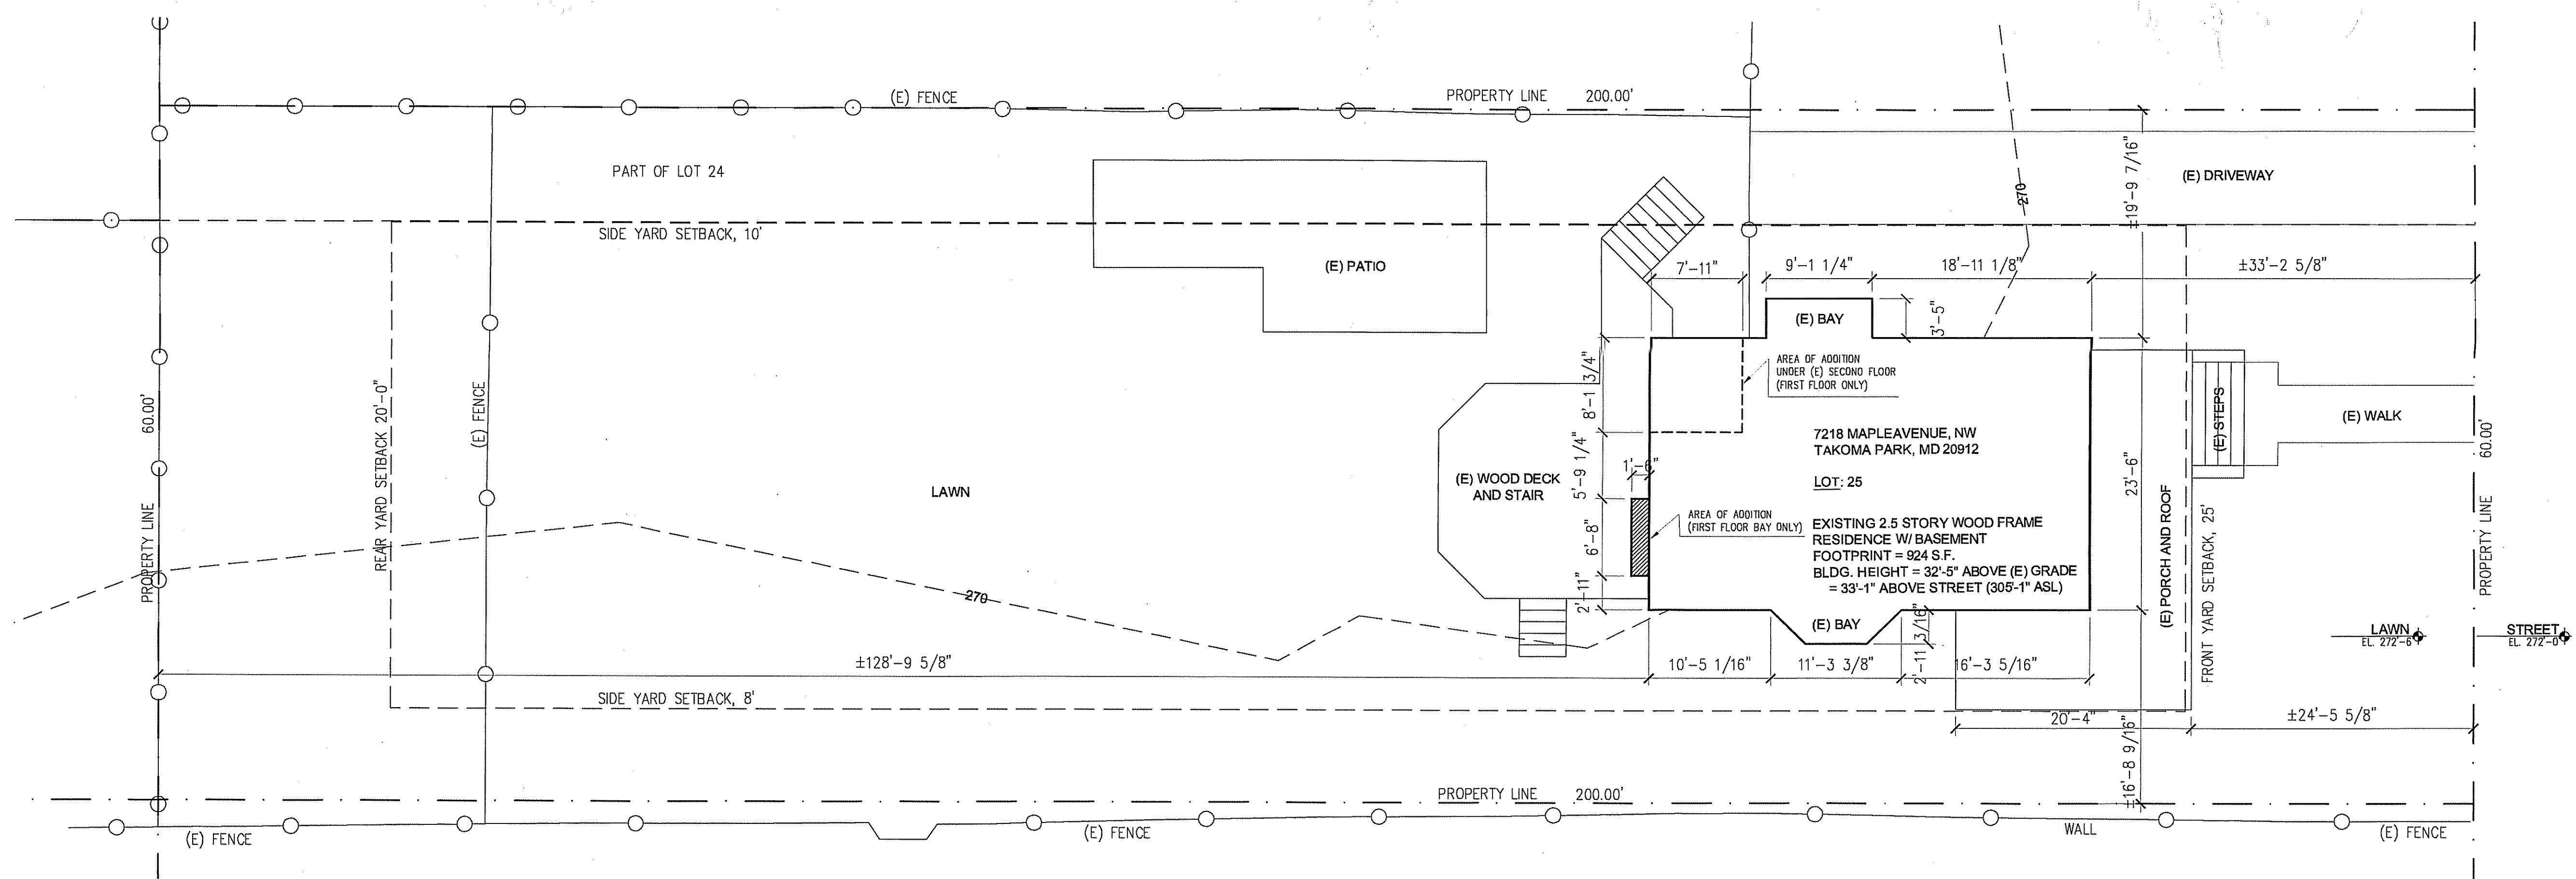 (E) FENCE
PROPERTY LINE 200.00'
PART OF LOT 24
±19'-9 7/16"
(E) DRIVEWAY
270
SIDE YARD SETBACK, 10'
(E) PATIO
7'-11"
9'-1 1/4"
18'-11 1/8"
±33'-2 5/8"
(E) BAY
3'-5"
AREA OF ADDITION
UNDER (E) SECOND FLOOR
(FIRST FLOOR ONLY)
8'-1 3/4"
60.00'
PROPERTY LINE
REAR YARD SETBACK 20'-0"
(E) FENCE
LAWN
(E) WOOD DECK
AND STAIR
5'-9 1/4"
1'-6"
6'-8"
2'-11"
AREA OF ADDITION
(FIRST FLOOR BAY ONLY)
7218 MAPLEAVENUE, NW
TAKOMA PARK, MD 20912
LOT: 25
EXISTING 2.5 STORY WOOD FRAME
RESIDENCE W/ BASEMENT
FOOTPRINT = 924 S.F.
BLDG. HEIGHT = 32'-5" ABOVE (E) GRADE
= 33'-1" ABOVE STREET (305'-1" ASL)
23'-6"
(E) PORCH AND ROOF
(E) STEPS
(E) WALK
FRONT YARD SETBACK, 25'
60.00'
PROPERTY LINE
LAWN
EL. 272'-6"
STREET
EL. 272'-0"
270
(E) BAY
2'-11 3/16"
±128'-9 5/8"
10'-5 1/16"
11'-3 3/8"
16'-3 5/16"
SIDE YARD SETBACK, 8'
20'-4"
±24'-5 5/8"
±16'-8 9/16"
PROPERTY LINE 200.00'
(E) FENCE
(E) FENCE
WALL
(E) FENCE